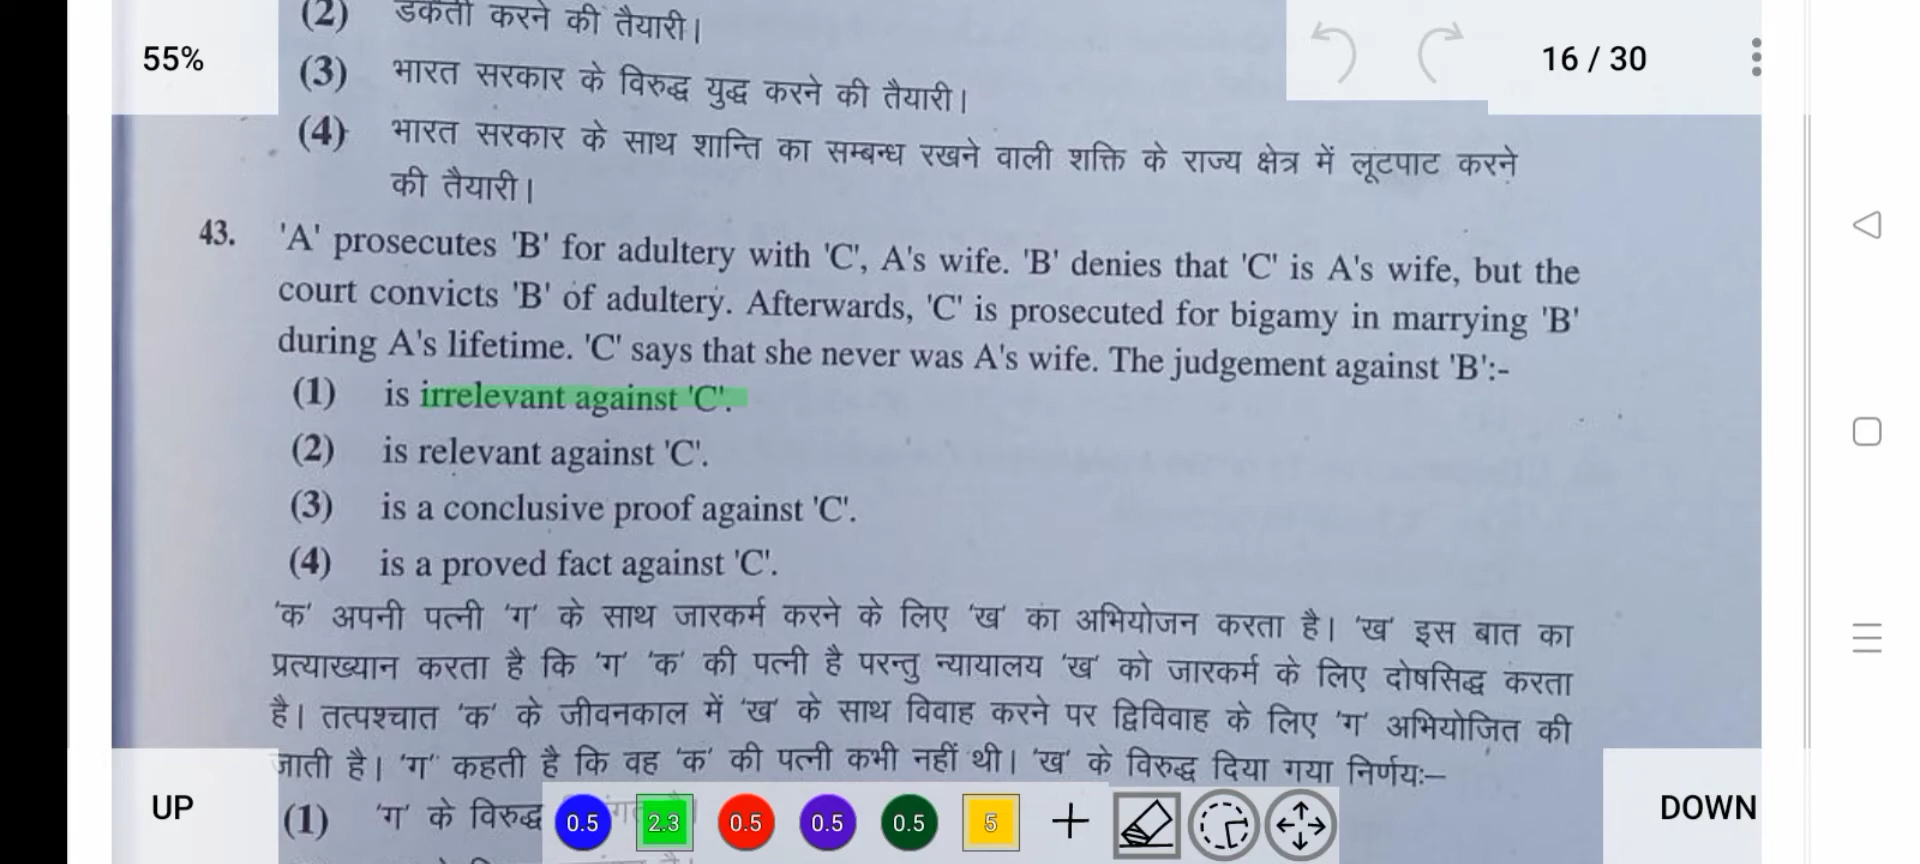 (2) डकैती करने की तैयारी।
55%
16 / 30
(3) भारत सरकार के विरुद्ध युद्ध करने की तैयारी।
(4) भारत सरकार के साथ शान्ति का सम्बन्ध रखने वाली शक्ति के राज्य क्षेत्र में लूटपाट करने
की तैयारी।
43. 'A' prosecutes 'B' for adultery with 'C', A's wife. 'B' denies that 'C' is A's wife, but the
court convicts 'B' of adultery. Afterwards, 'C' is prosecuted for bigamy in marrying 'B'
during A's lifetime. 'C' says that she never was A's wife. The judgement against 'B':-
(1) is irrelevant against 'C'.
(2) is relevant against 'C'.
(3) is a conclusive proof against 'C'.
(4) is a proved fact against 'C'.
'क' अपनी पत्नी 'ग' के साथ जारकर्म करने के लिए 'ख' का अभियोजन करता है। 'ख' इस बात का
प्रत्याख्यान करता है कि 'ग' 'क' की पत्नी है परन्तु न्यायालय 'ख' को जारकर्म के लिए दोषसिद्ध करता
है। तत्पश्चात 'क' के जीवनकाल में 'ख' के साथ विवाह करने पर द्विविवाह के लिए 'ग' अभियोजित की
जाती है। 'ग' कहती है कि वह 'क' की पत्नी कभी नहीं थी। 'ख' के विरुद्ध दिया गया निर्णयः–
UP
DOWN
(1) 'ग' के विरुद्ध
0.5 2.3 0.5 0.5 0.5 5